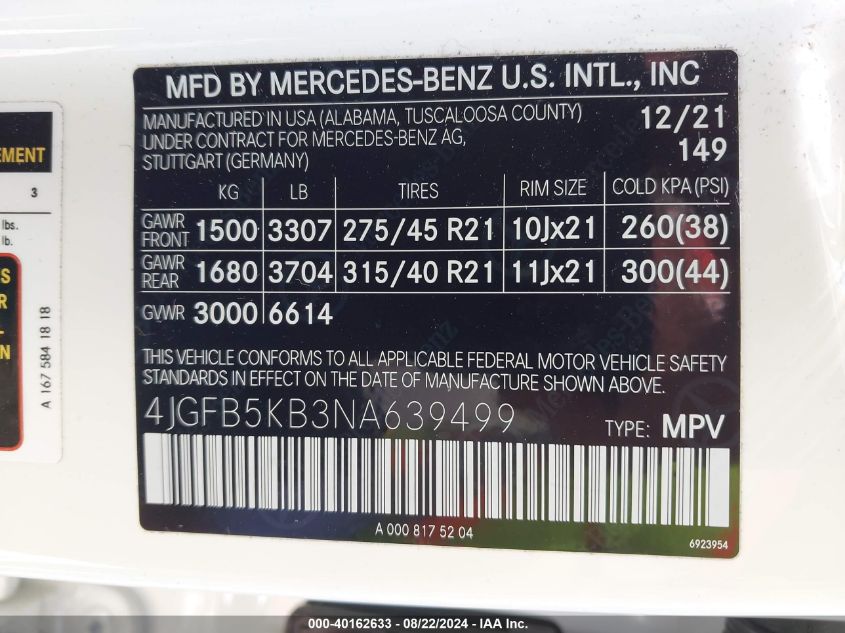 MFD BY MERCEDES-BENZ U.S. INTL., INC
MANUFACTURED IN USA (ALABAMA, TUSCALOOSA COUNTY) 12/21
UNDER CONTRACT FOR MERCEDES-BENZ AG,
STUTTGART (GERMANY) 149
KG LB TIRES RIM SIZE COLD KPA (PSI)
GAWR FRONT 1500 3307 275/45 R21 10Jx21 260(38)
GAWR REAR 1680 3704 315/40 R21 11Jx21 300(44)
GVWR 3000 6614
THIS VEHICLE CONFORMS TO ALL APPLICABLE FEDERAL MOTOR VEHICLE SAFETY
STANDARDS IN EFFECT ON THE DATE OF MANUFACTURE SHOWN ABOVE.
4JGFB5KB3NA639499 TYPE: MPV
A 000 817 52 04
6923954
EMENT
3
lbs.
lb.
S
R
L-
N
A 167 584 18 18
000-40162633 - 08/22/2024 - IAA Inc.